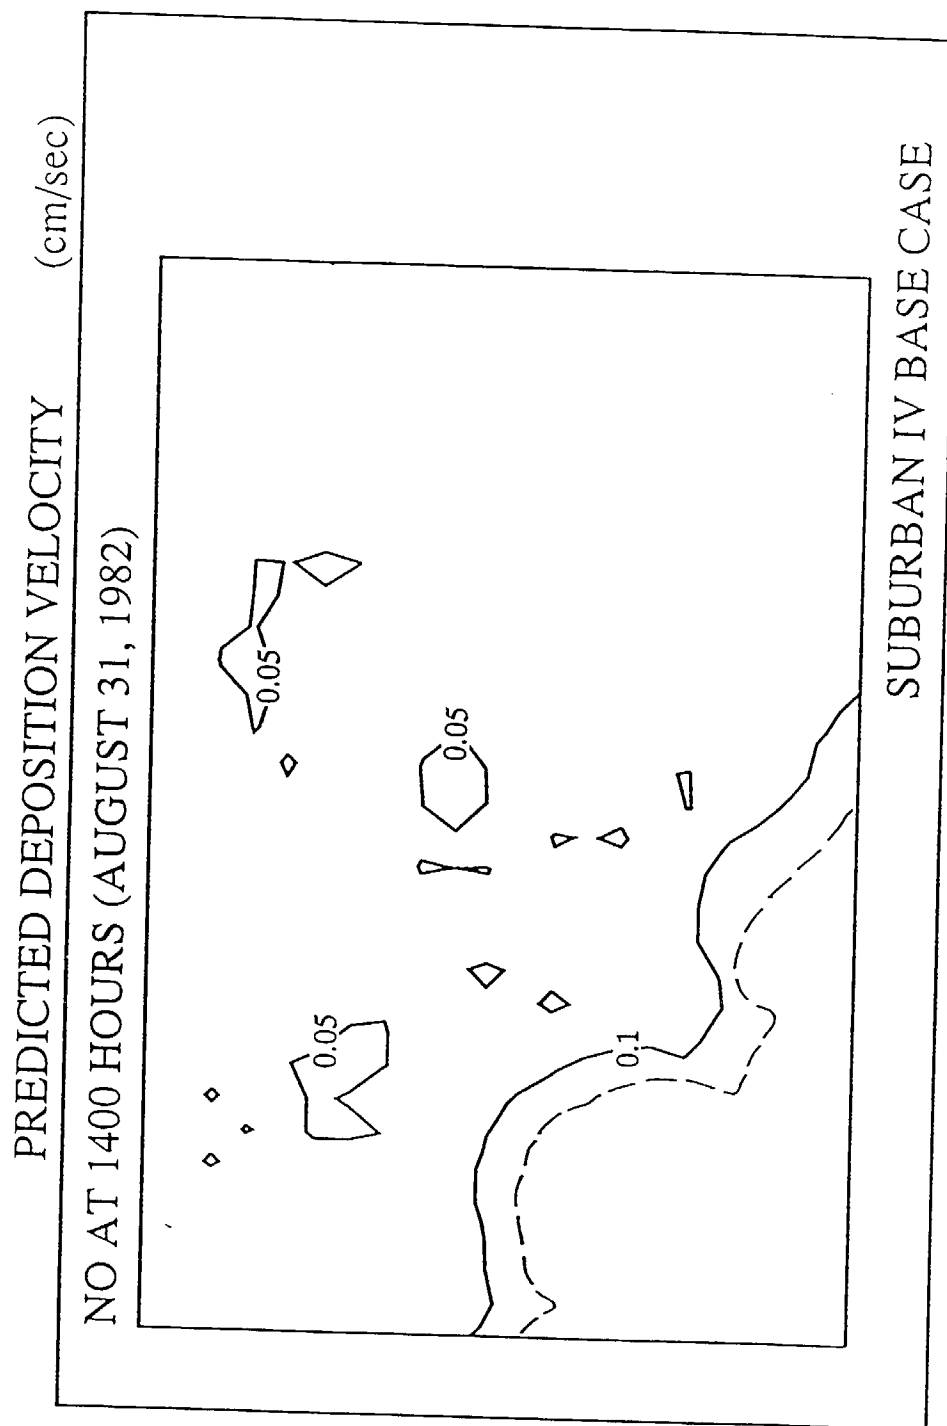 PREDICTED DEPOSITION VELOCITY (cm/sec)
NO AT 1400 HOURS (AUGUST 31, 1982)
0.05
0.05
0.05
0.1
SUBURBAN IV BASE CASE